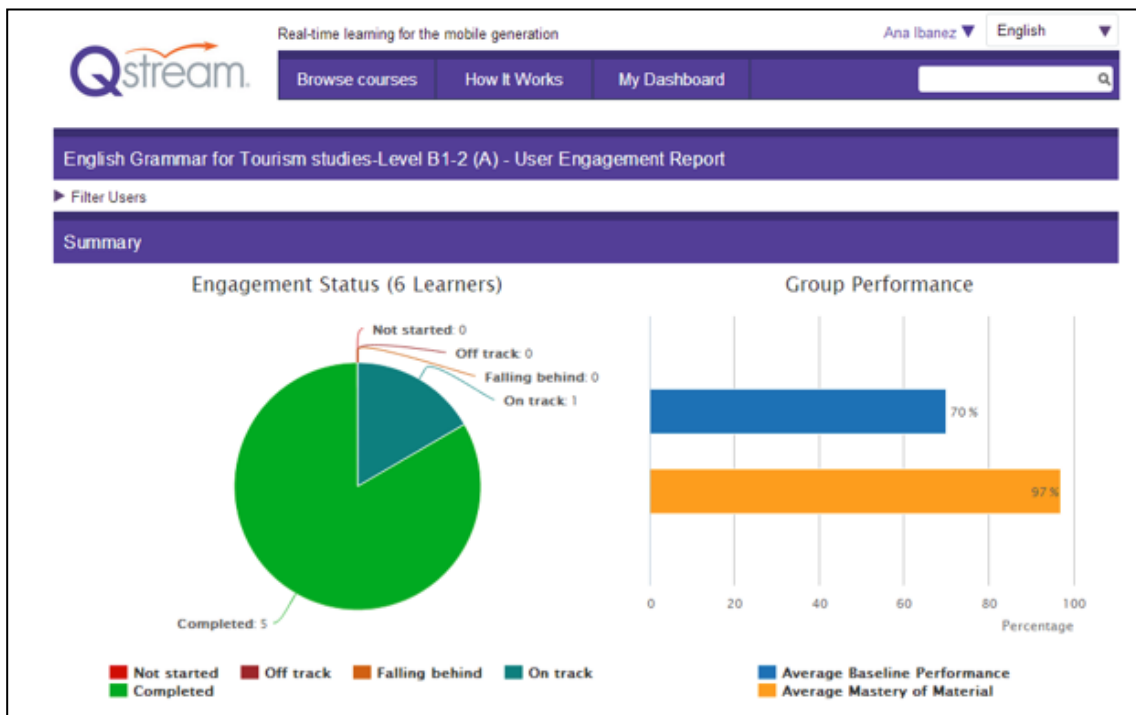 Real-time learning for the mobile generation
Ana Ibanez ▼
English ▼
Qstream.
Browse courses
How It Works
My Dashboard
English Grammar for Tourism studies-Level B1-2 (A) - User Engagement Report
▶ Filter Users
Summary
Engagement Status (6 Learners)
Not started: 0
Off track: 0
Falling behind: 0
On track: 1
Completed: 5
Not started Off track Falling behind On track
Completed
Group Performance
70 %
97 %
0 20 40 60 80 100
Percentage
Average Baseline Performance
Average Mastery of Material